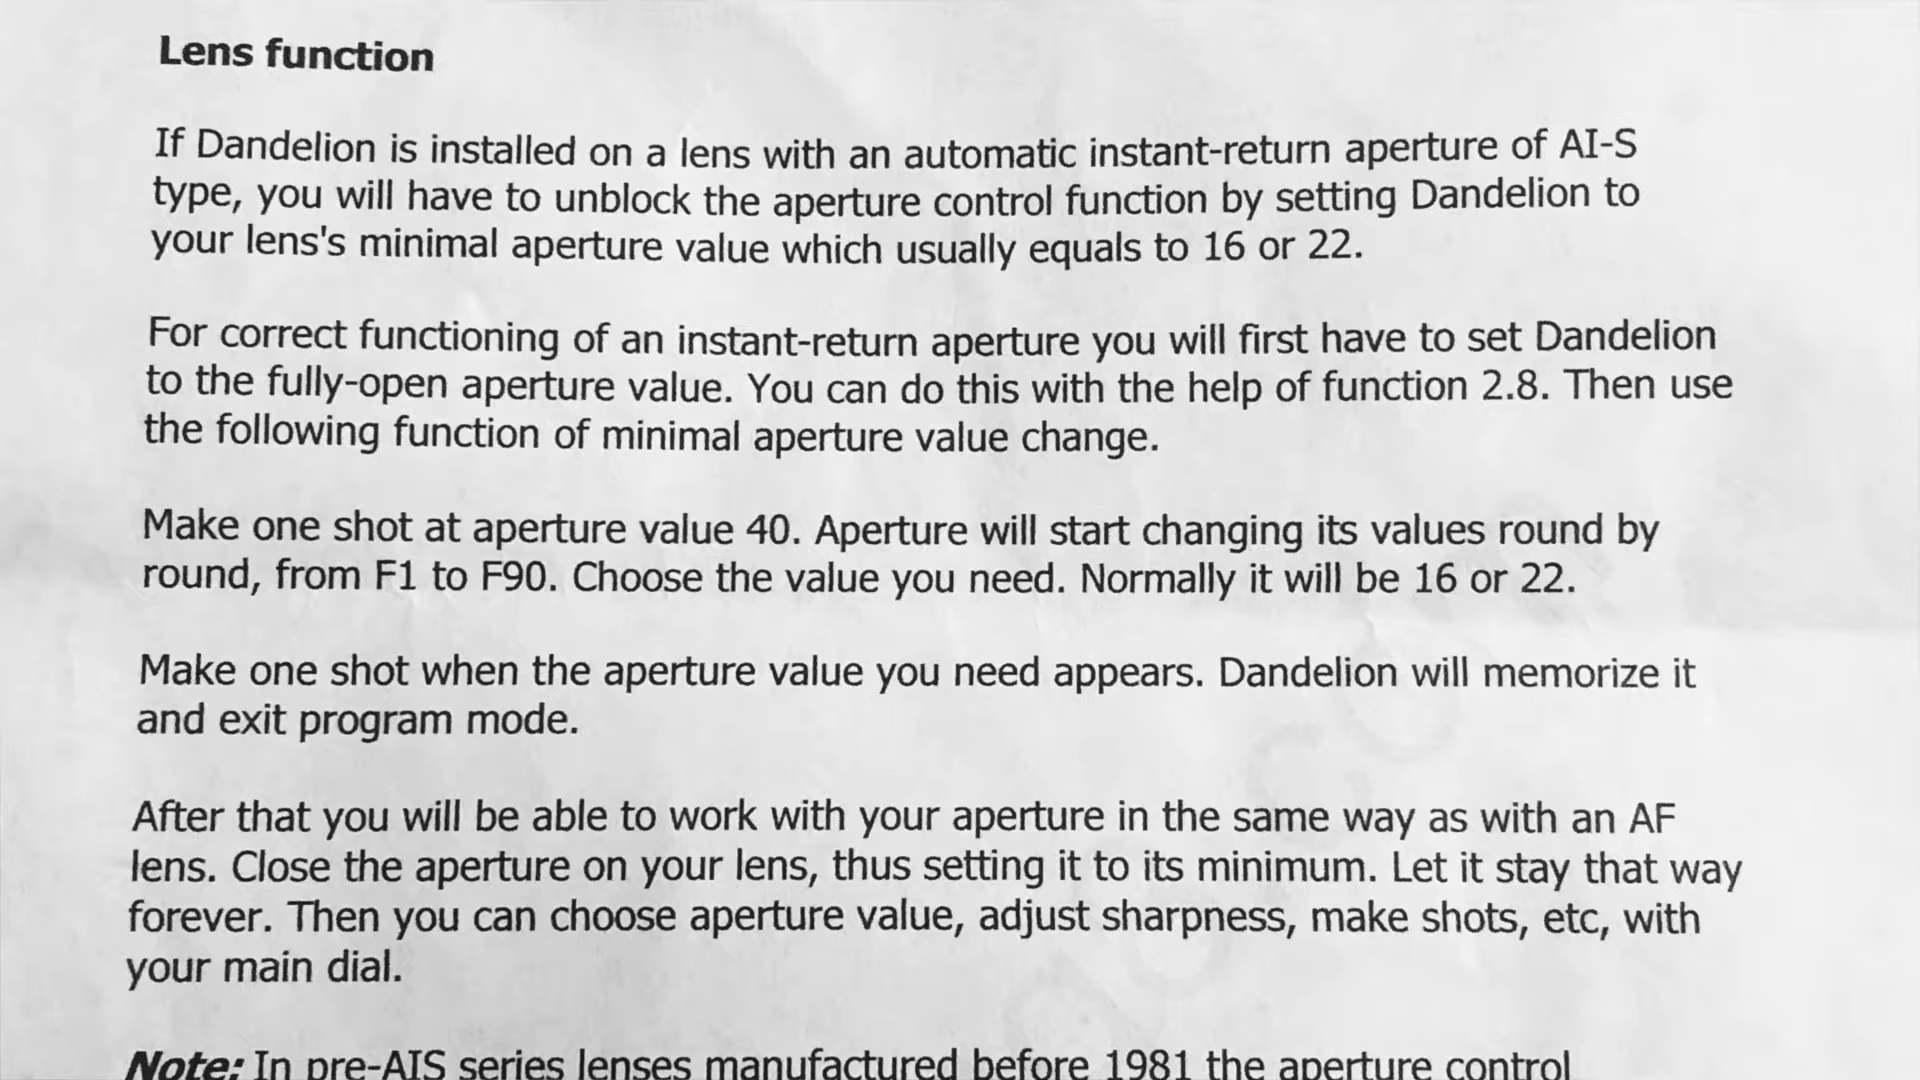 Lens function
If Dandelion is installed on a lens with an automatic instant-return aperture of AI-S
type, you will have to unblock the aperture control function by setting Dandelion to
your lens's minimal aperture value which usually equals to 16 or 22.
For correct functioning of an instant-return aperture you will first have to set Dandelion
to the fully-open aperture value. You can do this with the help of function 2.8. Then use
the following function of minimal aperture value change.
Make one shot at aperture value 40. Aperture will start changing its values round by
round, from F1 to F90. Choose the value you need. Normally it will be 16 or 22.
Make one shot when the aperture value you need appears. Dandelion will memorize it
and exit program mode.
After that you will be able to work with your aperture in the same way as with an AF
lens. Close the aperture on your lens, thus setting it to its minimum. Let it stay that way
forever. Then you can choose aperture value, adjust sharpness, make shots, etc, with
your main dial.
Note: In pre-AIS series lenses manufactured before 1981 the aperture control